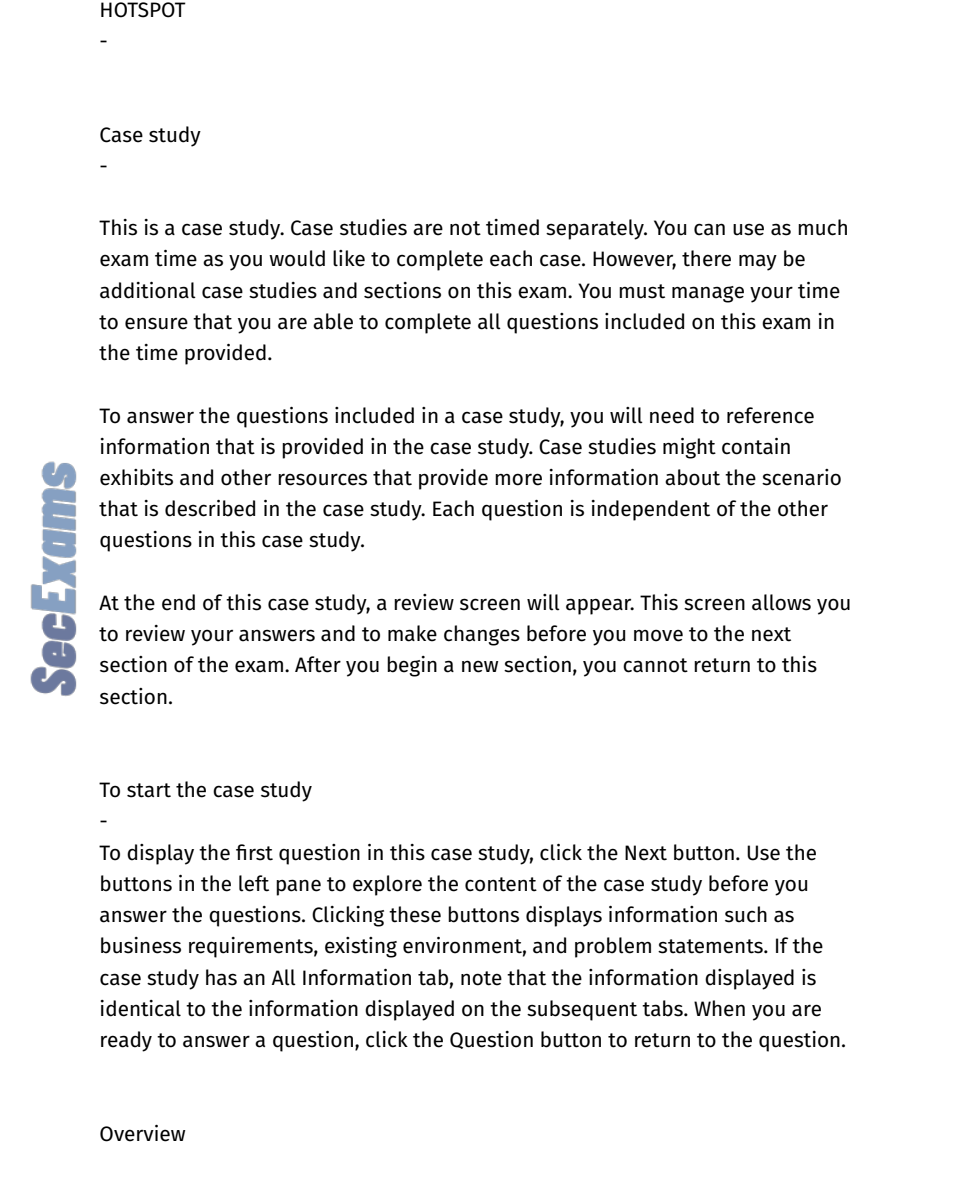 HOTSPOT
-
Case study
-
This is a case study. Case studies are not timed separately. You can use as much
exam time as you would like to complete each case. However, there may be
additional case studies and sections on this exam. You must manage your time
to ensure that you are able to complete all questions included on this exam in
the time provided.
To answer the questions included in a case study, you will need to reference
information that is provided in the case study. Case studies might contain
exhibits and other resources that provide more information about the scenario
that is described in the case study. Each question is independent of the other
questions in this case study.
At the end of this case study, a review screen will appear. This screen allows you
to review your answers and to make changes before you move to the next
section of the exam. After you begin a new section, you cannot return to this
section.
To start the case study
-
To display the first question in this case study, click the Next button. Use the
buttons in the left pane to explore the content of the case study before you
answer the questions. Clicking these buttons displays information such as
business requirements, existing environment, and problem statements. If the
case study has an All Information tab, note that the information displayed is
identical to the information displayed on the subsequent tabs. When you are
ready to answer a question, click the Question button to return to the question.
Overview
SecExams